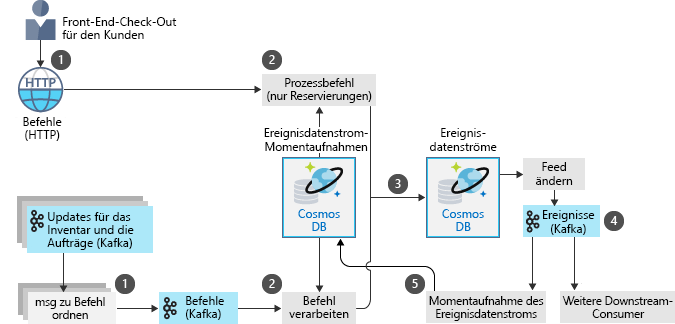 Front-End-Check-Out
für den Kunden
1
HTTP
Befehle
(HTTP)
2
Prozessbefehl
(nur Reservierungen)
Ereignisdatenstrom-
Momentaufnahmen
Cosmos
DB
3
Ereignis-
datenströme
Cosmos
DB
Feed
ändern
Ereignisse
(Kafka)
4
Updates für das
Inventar und die
Aufträge (Kafka)
1
msg zu Befehl
ordnen
Befehle
(Kafka)
2
Befehl
verarbeiten
5
Momentaufnahme des
Ereignisdatenstroms
Weitere Downstream-
Consumer